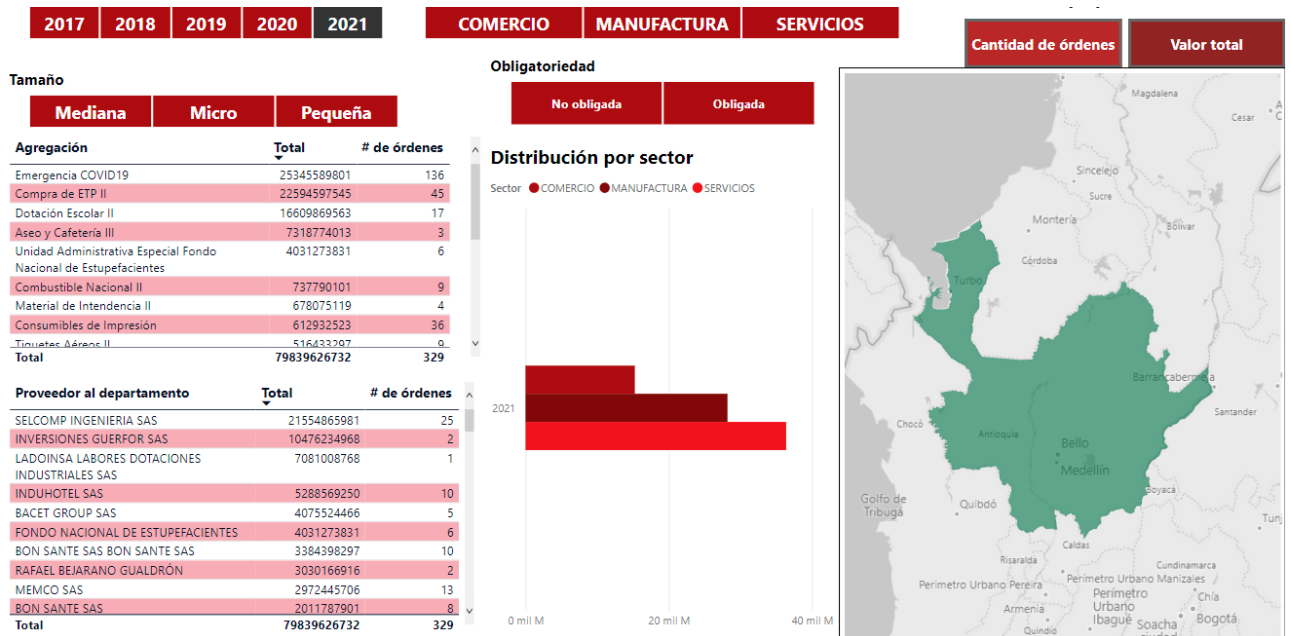 2017 2018 2019 2020 2021 COMERCIO MANUFACTURA SERVICIOS
Cantidad de órdenes Valor total
Tamaño
Mediana Micro Pequeña
Agregación Total # de órdenes
Emergencia COVID19 25345589801 136
Compra de ETP II 22594597545 45
Dotación Escolar II 16609869563 17
Aseo y Cafetería III 7318774013 3
Unidad Administrativa Especial Fondo 4031273831 6
Nacional de Estupefacientes
Combustible Nacional II 737790101 9
Material de Intendencia II 678075119 4
Consumibles de Impresión 612932523 36
Tiquetes Aéreos II 516433297 9
Total 79839626732 329
Proveedor al departamento Total # de órdenes
SELCOMP INGENIERIA SAS 21554865981 25
INVERSIONES GUERFOR SAS 10476234968 2
LADOINSA LABORES DOTACIONES 7081008768 1
INDUSTRIALES SAS
INDUHOTEL SAS 5288569250 10
BACET GROUP SAS 4075524466 5
FONDO NACIONAL DE ESTUPEFACIENTES 4031273831 6
BON SANTE SAS BON SANTE SAS 3384398297 10
RAFAEL BEJARANO GUALDRÓN 3030166916 2
MEMCO SAS 2972445706 13
BON SANTE SAS 2011787901 8
Total 79839626732 329
Obligatoriedad
No obligada Obligada
Distribución por sector
Sector COMERCIO MANUFACTURA SERVICIOS
2021
0 mil M 20 mil M 40 mil M
Magdalena
Cesar
Sincelejo
Sucre
Montería
Bolívar
Córdoba
Turbo
Barrancabermeja
Santander
Chocó
Antioquia
Bello
Medellín
Boyacá
Golfo de
Tribugá
Quibdó
Tunj
Caldas
Risaralda
Cundinamarca
Perímetro Urbano Pereira
Perímetro Urbano Manizales
Perímetro
Urbano
Ibagué
Chía
Armenia
Soacha
Bogotá
Quindío
ciudad